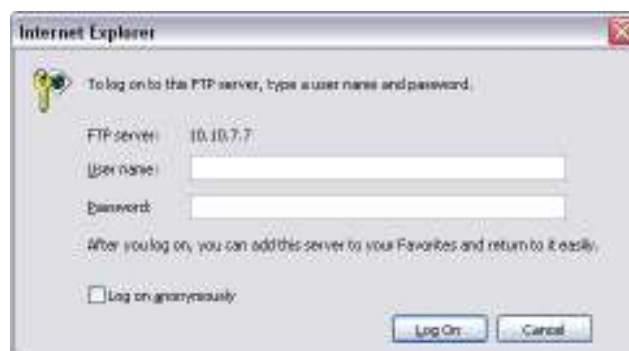 Internet Explorer
To log on to this FTP server, type a user name and password.
FTP server: 10.10.7.7
User name:
Password:
After you log on, you can add this server to your Favorites and return to it easily.
Log on anonymously
Log On Cancel